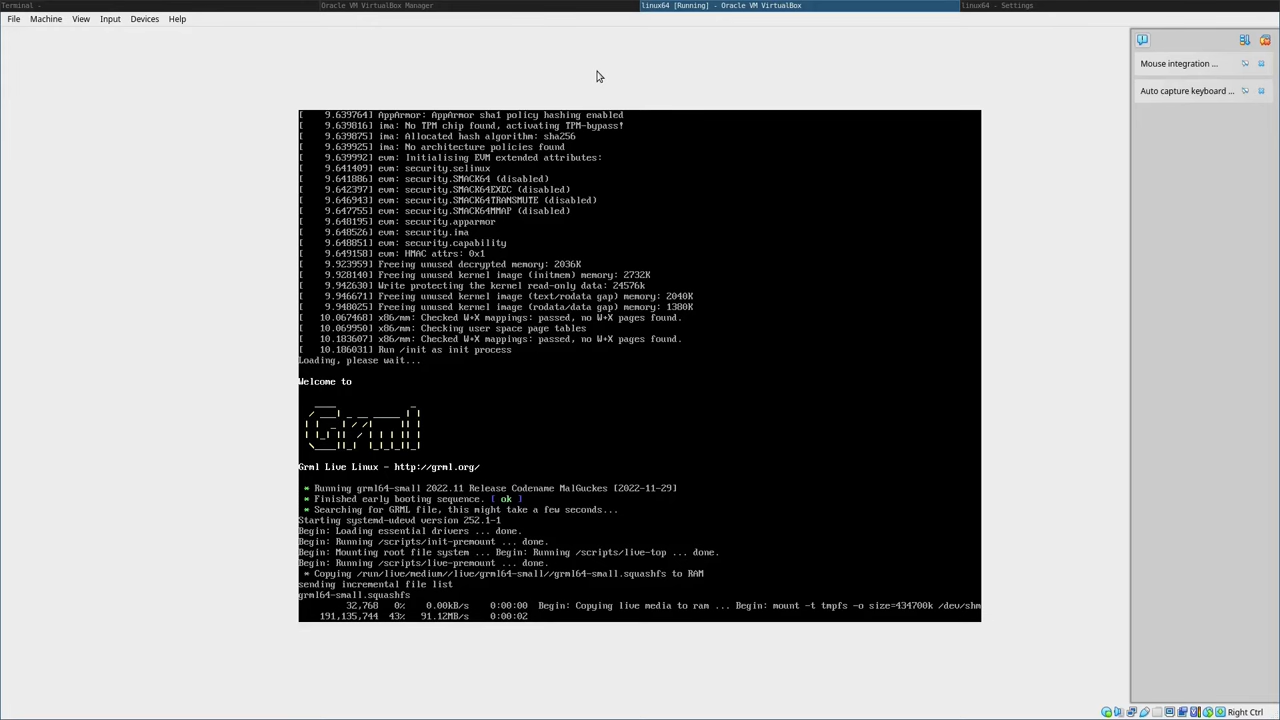 Terminal -
Oracle VM VirtualBox Manager
linux64 [Running] - Oracle VM VirtualBox
linux64 - Settings
File Machine View Input Devices Help
Mouse integration ...
Auto capture keyboard ...
[    9.639764] AppArmor: AppArmor sha1 policy hashing enabled
[    9.639816] ima: No TPM chip found, activating TPM-bypass!
[    9.639875] ima: Allocated hash algorithm: sha256
[    9.639925] ima: No architecture policies found
[    9.639992] evm: Initialising EVM extended attributes:
[    9.641409] evm: security.selinux
[    9.641886] evm: security.SMACK64 (disabled)
[    9.642397] evm: security.SMACK64EXEC (disabled)
[    9.646943] evm: security.SMACK64TRANSMUTE (disabled)
[    9.647755] evm: security.SMACK64MMAP (disabled)
[    9.648195] evm: security.apparmor
[    9.648526] evm: security.ima
[    9.648851] evm: security.capability
[    9.649158] evm: HMAC attrs: 0x1
[    9.923959] Freeing unused decrypted memory: 2036K
[    9.928140] Freeing unused kernel image (initmem) memory: 2732K
[    9.942630] Write protecting the kernel read-only data: 24576k
[    9.946671] Freeing unused kernel image (text/rodata gap) memory: 2040K
[    9.948025] Freeing unused kernel image (rodata/data gap) memory: 1380K
[   10.067468] x86/mm: Checked W+X mappings: passed, no W+X pages found.
[   10.069950] x86/mm: Checking user space page tables
[   10.183607] x86/mm: Checked W+X mappings: passed, no W+X pages found.
[   10.186031] Run /init as init process
Loading, please wait...
Welcome to
Grml
Grml Live Linux - http://grml.org/
* Running grml64-small 2022.11 Release Codename MalGuckes [2022-11-29]
* Finished early booting sequence. [ ok ]
* Searching for GRML file, this might take a few seconds...
Starting systemd-udevd version 252.1-1
Begin: Loading essential drivers ... done.
Begin: Running /scripts/init-premount ... done.
Begin: Mounting root file system ... Begin: Running /scripts/live-top ... done.
Begin: Running /scripts/live-premount ... done.
* Copying /run/live/medium//live/grml64-small//grml64-small.squashfs to RAM
sending incremental file list
grml64-small.squashfs
32,768   0%    0.00kB/s    0:00:00  Begin: Copying live media to ram ... Begin: mount -t tmpfs -o size=434700k /dev/shm
191,135,744  43%   91.12MB/s    0:00:02
Right Ctrl